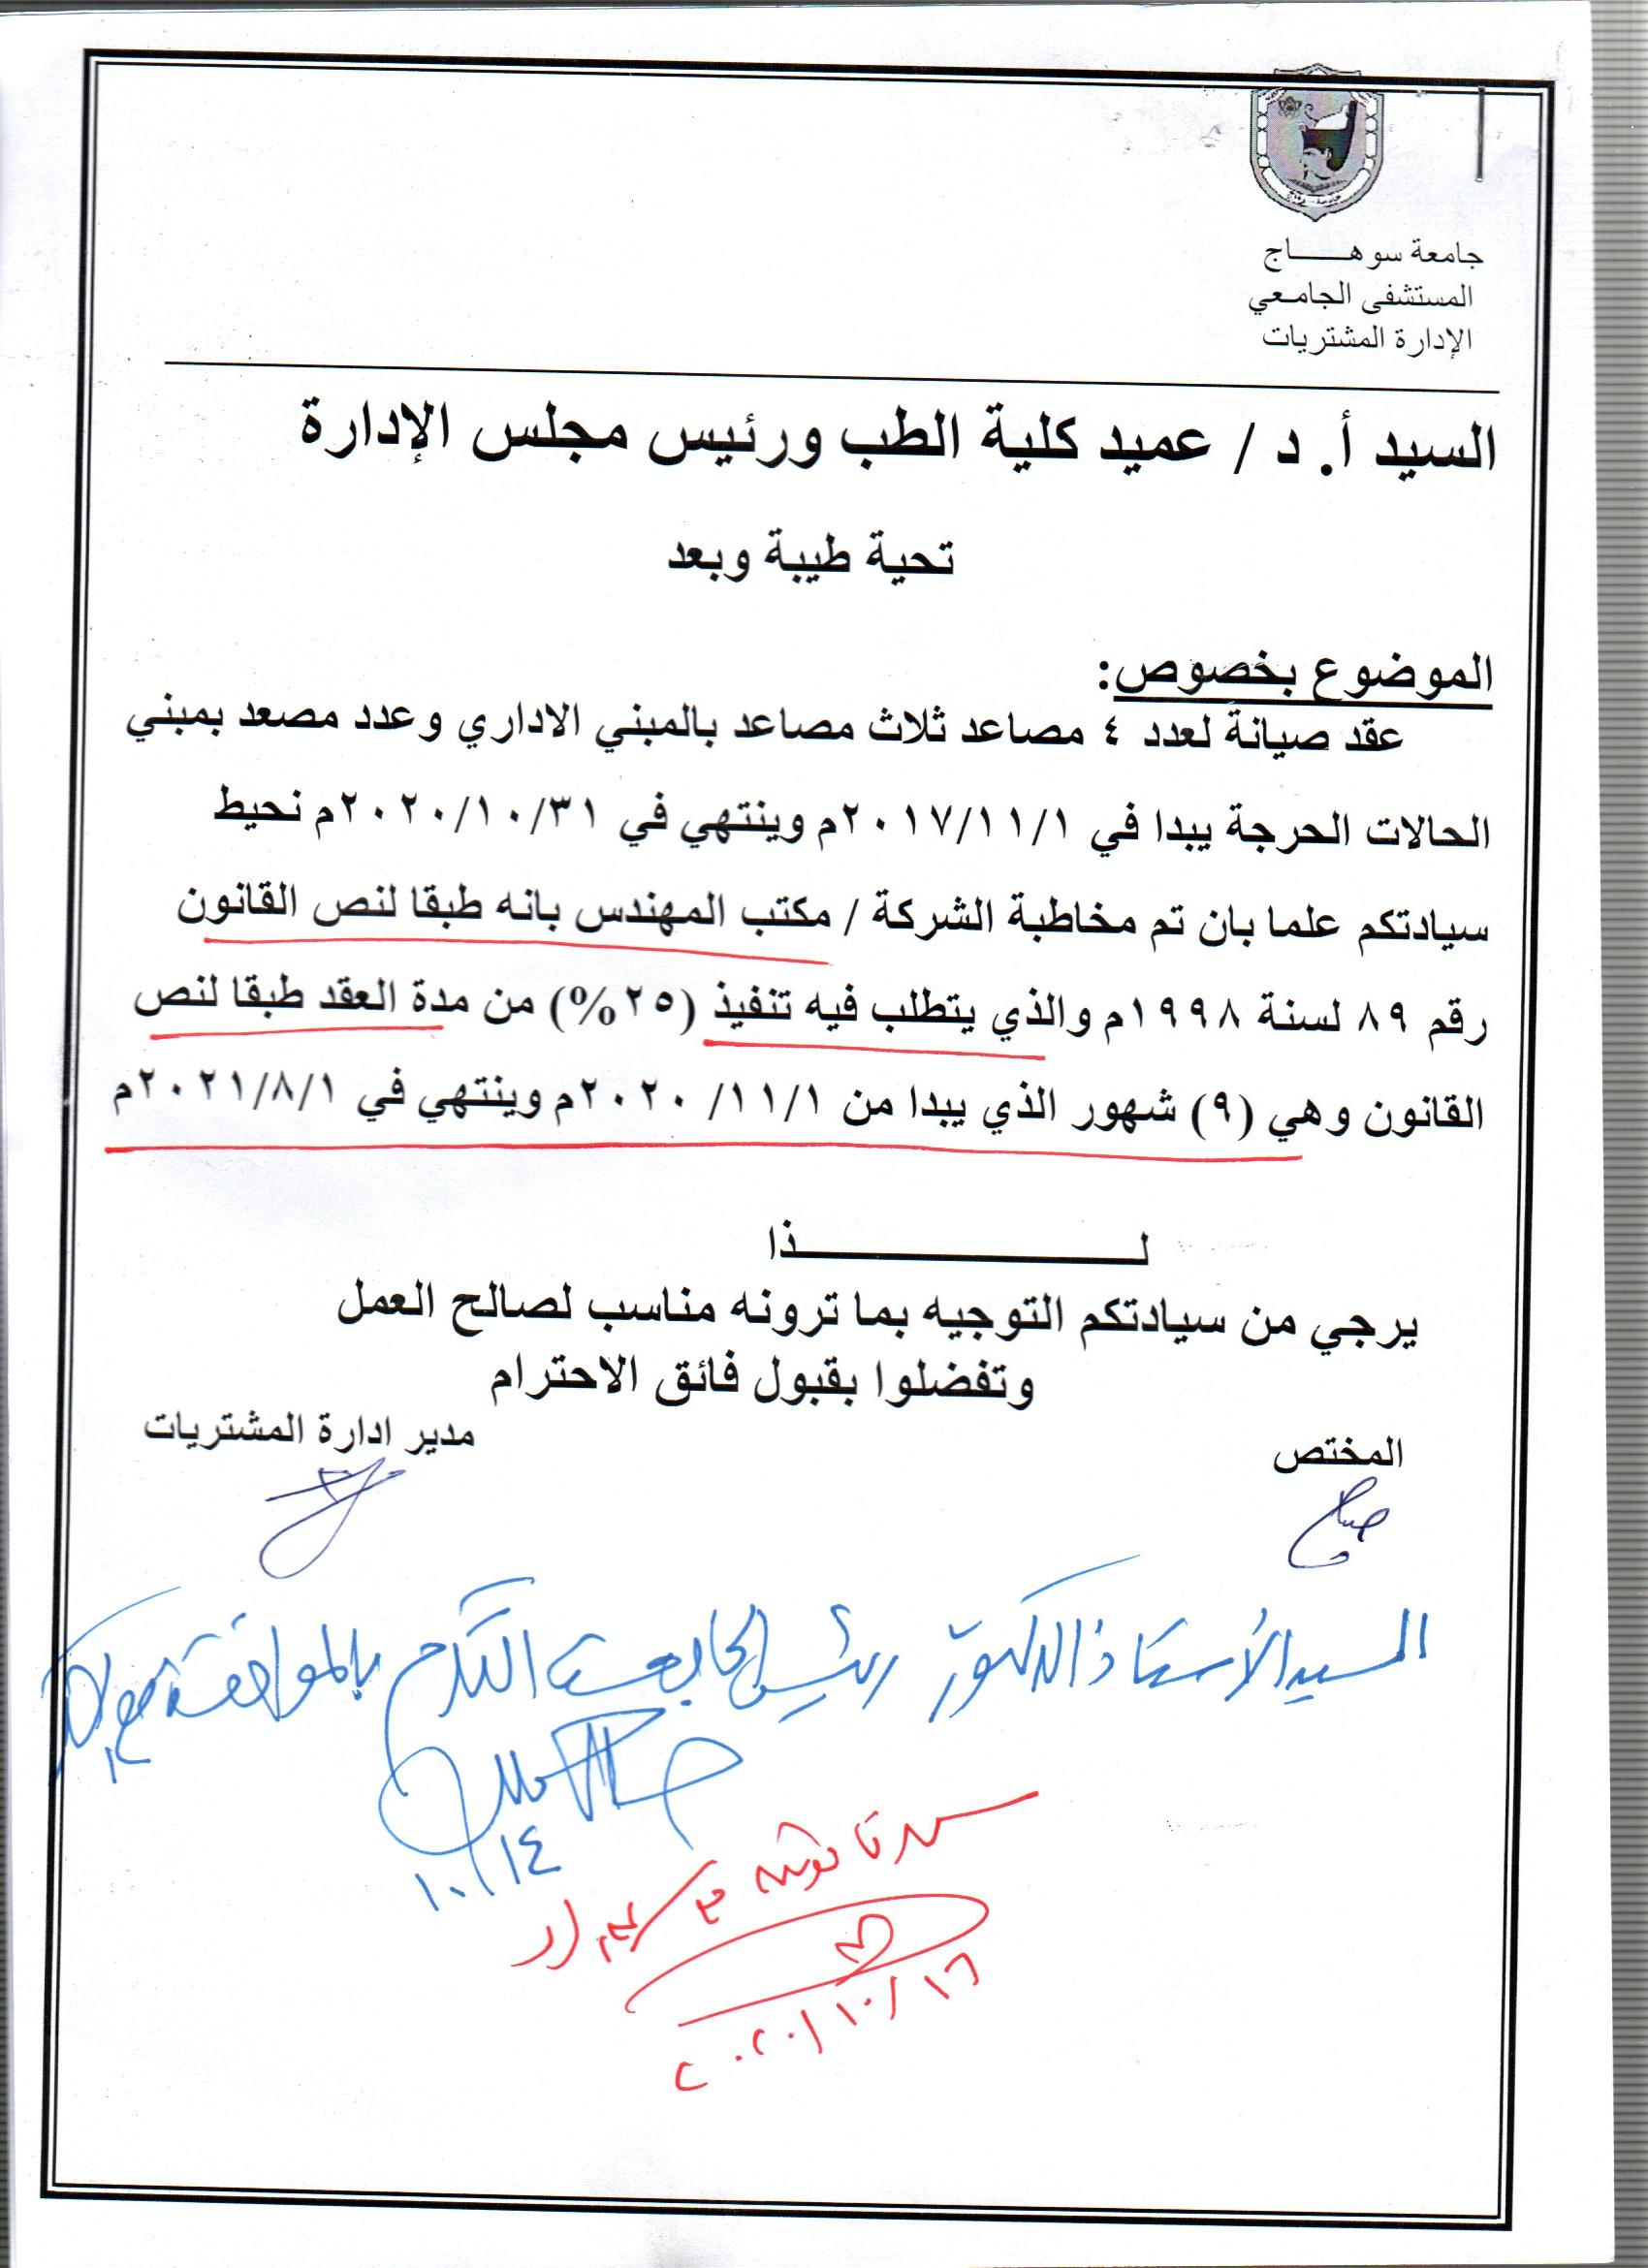 جامعة سوهـــــاج
المستشفى الجامعي
الإدارة المشتريات
السيد أ. د / عميد كلية الطب ورئيس مجلس الإدارة
تحية طيبة وبعد
الموضوع بخصوص:
عقد صيانة لعدد ٤ مصاعد ثلاث مصاعد بالمبني الاداري وعدد مصعد بمبني
الحالات الحرجة يبدا في ٢٠١٧/١١/١م وينتهي في ٢٠٢٠/١٠/٣١م نحيط
سيادتكم علما بان تم مخاطبة الشركة / مكتب المهندس بانه طبقا لنص القانون
رقم ٨٩ لسنة ١٩٩٨م والذي يتطلب فيه تنفيذ (٢٥%) من مدة العقد طبقا لنص
القانون وهي (٩) شهور الذي يبدا من ٢٠٢٠/١١/١م وينتهي في ٢٠٢١/٨/١م
لـــــــــــــــــذا
يرجي من سيادتكم التوجيه بما ترونه مناسب لصالح العمل
وتفضلوا بقبول فائق الاحترام
المختص مدير ادارة المشتريات
السيد الأستاذ الدكتور رئيس الجامعة التكرم بالموافقة
١٠/١٤
٢٠٢٠/١٠/١٦